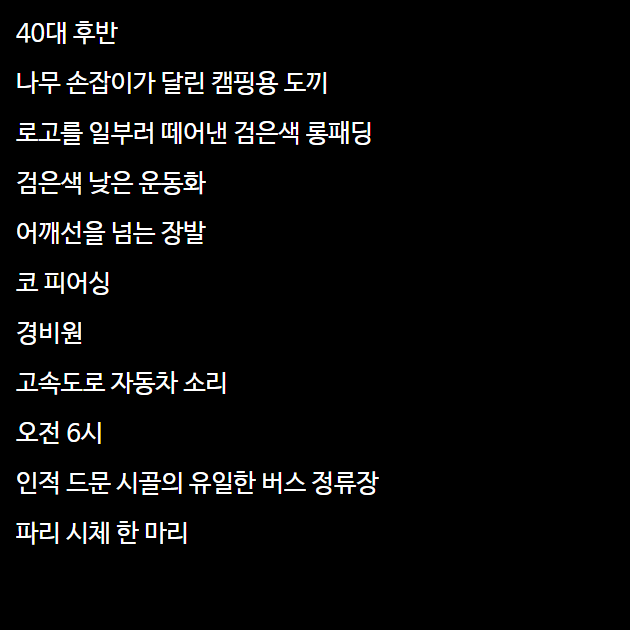 40대 후반
나무 손잡이가 달린 캠핑용 도끼
로고를 일부러 떼어낸 검은색 롱패딩
검은색 낮은 운동화
어깨선을 넘는 장발
코 피어싱
경비원
고속도로 자동차 소리
오전 6시
인적 드문 시골의 유일한 버스 정류장
파리 시체 한 마리